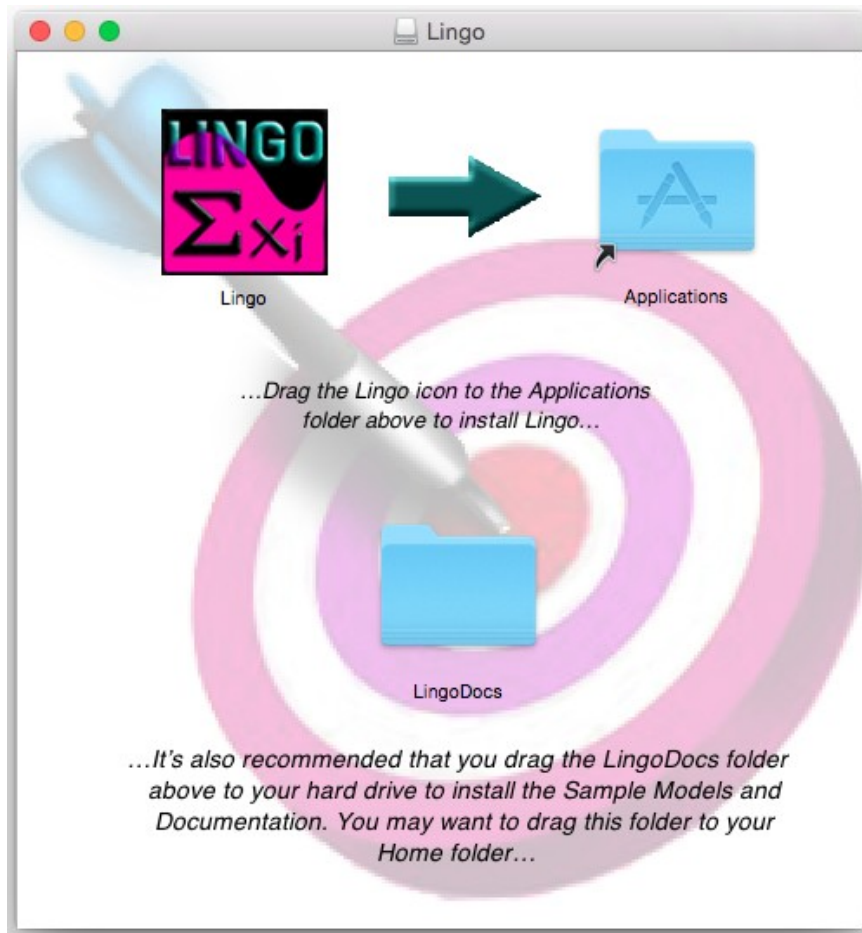 Lingo
LINGO
Σxi
Lingo
Applications
...Drag the Lingo icon to the Applications
folder above to install Lingo...
LingoDocs
...It's also recommended that you drag the LingoDocs folder
above to your hard drive to install the Sample Models and
Documentation. You may want to drag this folder to your
Home folder...